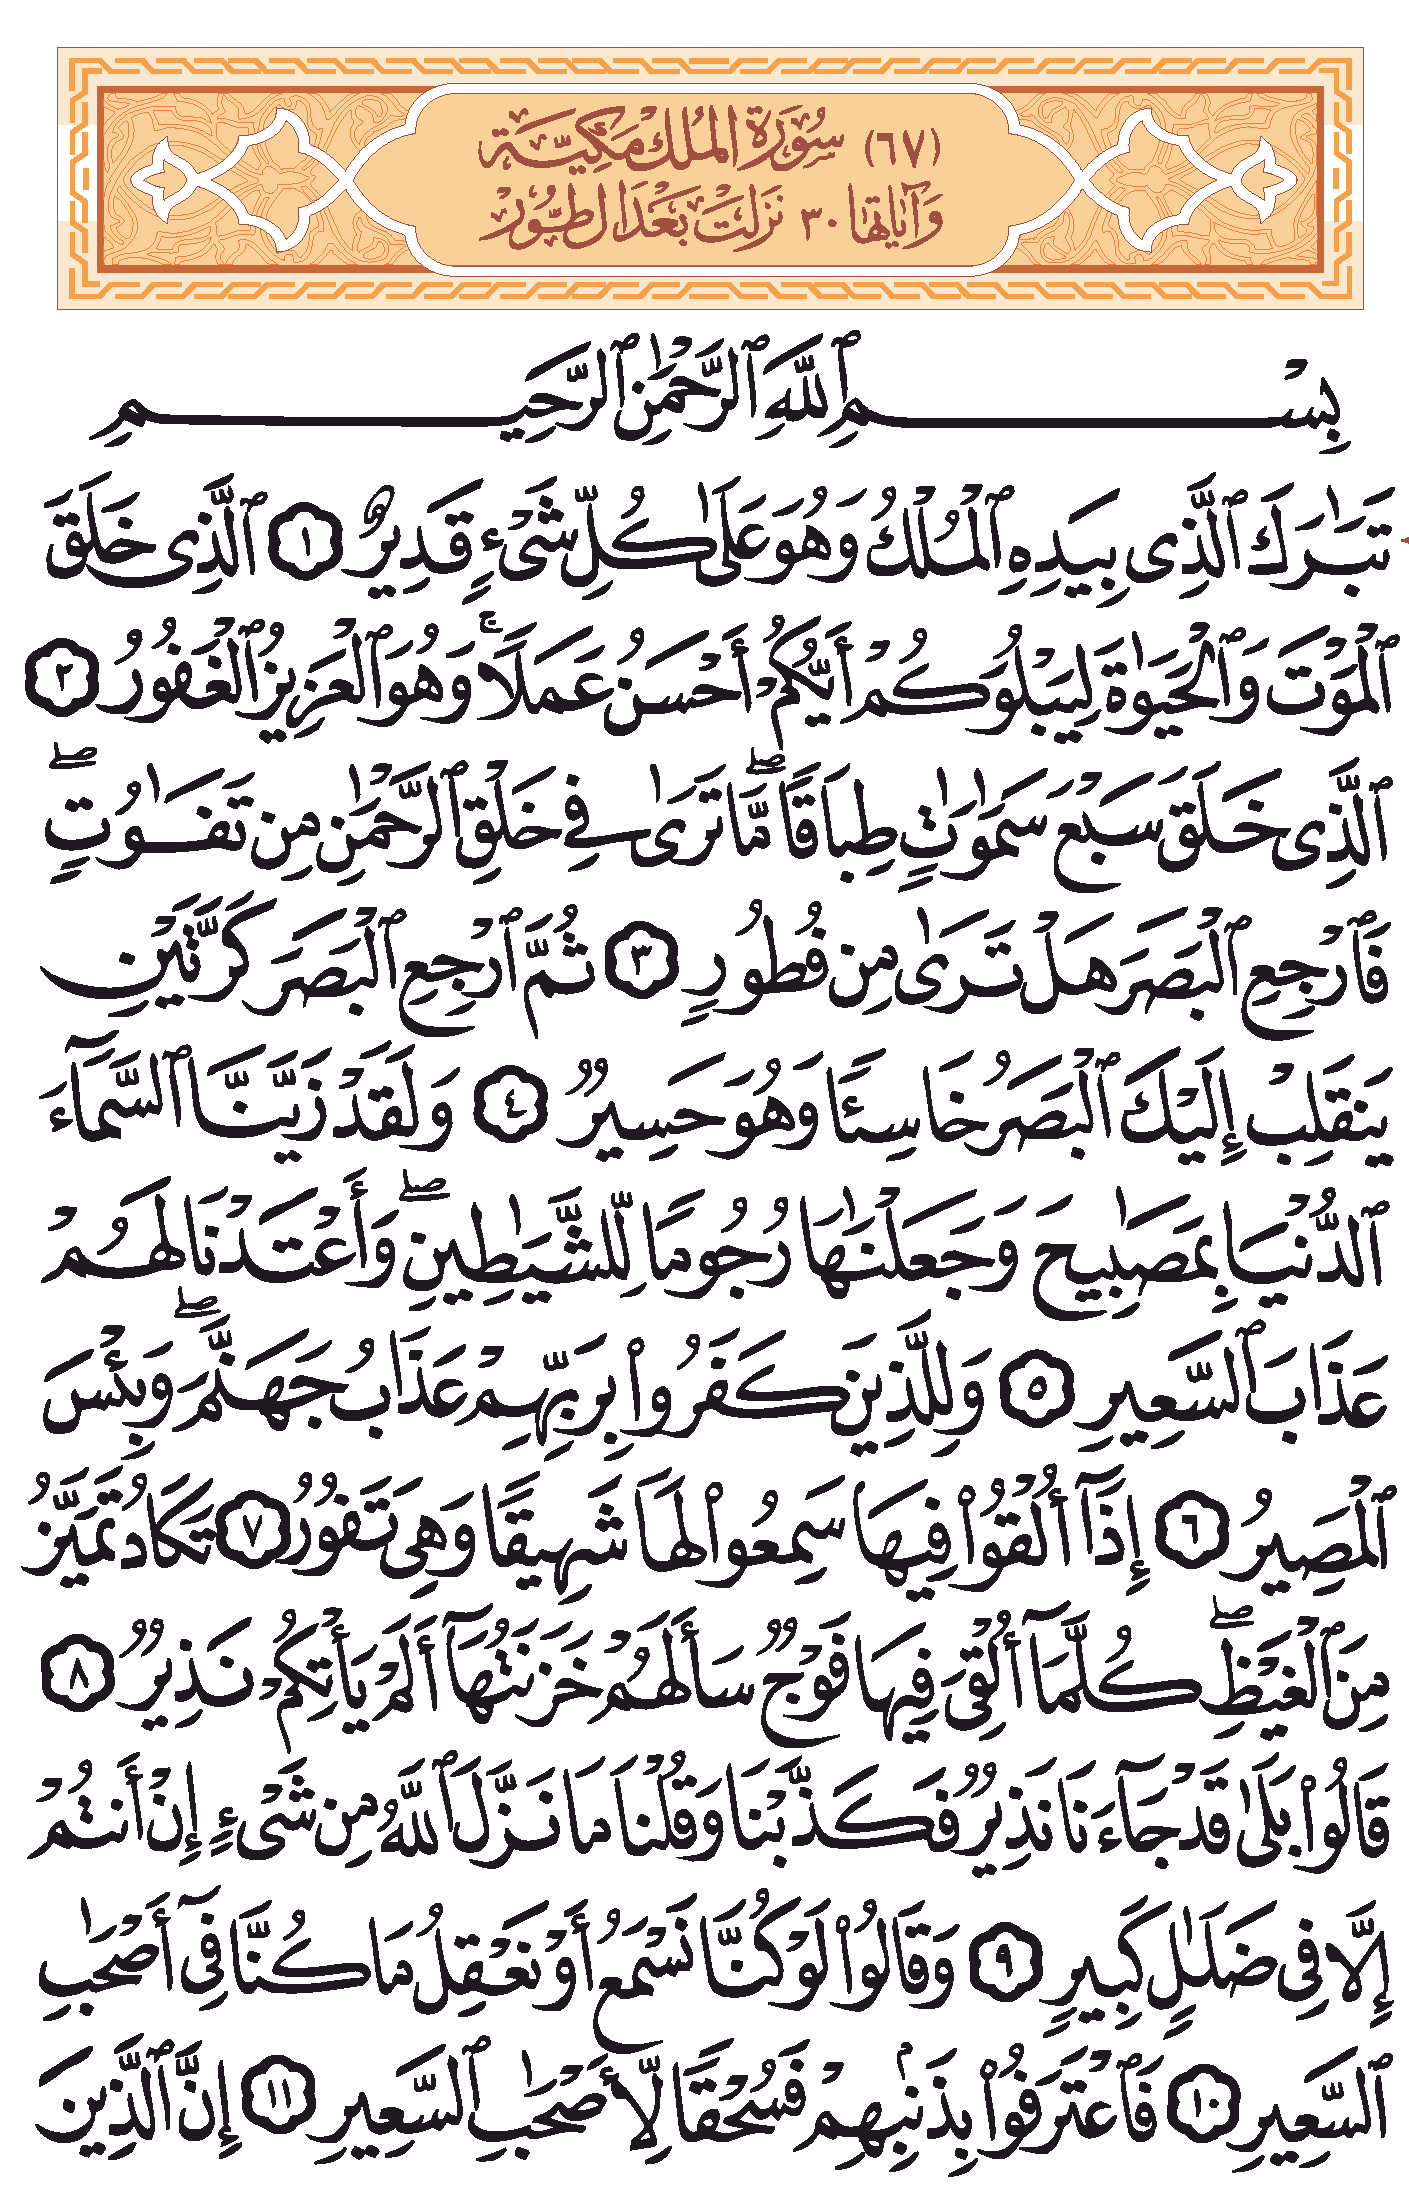 (٦٧) سُورَةُ المُلْكِ مَكِّيَّة
وَآيَاتُهَا ٣٠ نَزَلَتْ بَعْدَ الطُّور
بِسْمِ ٱللَّهِ ٱلرَّحْمَٰنِ ٱلرَّحِيمِ
تَبَٰرَكَ ٱلَّذِى بِيَدِهِ ٱلْمُلْكُ وَهُوَ عَلَىٰ كُلِّ شَىْءٍ قَدِيرٌ ١ ٱلَّذِى خَلَقَ
ٱلْمَوْتَ وَٱلْحَيَوٰةَ لِيَبْلُوَكُمْ أَيُّكُمْ أَحْسَنُ عَمَلًا ۚ وَهُوَ ٱلْعَزِيزُ ٱلْغَفُورُ ٢
ٱلَّذِى خَلَقَ سَبْعَ سَمَٰوَٰتٍ طِبَاقًا ۖ مَّا تَرَىٰ فِى خَلْقِ ٱلرَّحْمَٰنِ مِن تَفَٰوُتٍ ۖ
فَٱرْجِعِ ٱلْبَصَرَ هَلْ تَرَىٰ مِن فُطُورٍ ٣ ثُمَّ ٱرْجِعِ ٱلْبَصَرَ كَرَّتَيْنِ
يَنقَلِبْ إِلَيْكَ ٱلْبَصَرُ خَاسِئًا وَهُوَ حَسِيرٌ ٤ وَلَقَدْ زَيَّنَّا ٱلسَّمَآءَ
ٱلدُّنْيَا بِمَصَٰبِيحَ وَجَعَلْنَٰهَا رُجُومًا لِّلشَّيَٰطِينِ ۖ وَأَعْتَدْنَا لَهُمْ
عَذَابَ ٱلسَّعِيرِ ٥ وَلِلَّذِينَ كَفَرُوا۟ بِرَبِّهِمْ عَذَابُ جَهَنَّمَ ۖ وَبِئْسَ
ٱلْمَصِيرُ ٦ إِذَآ أُلْقُوا۟ فِيهَا سَمِعُوا۟ لَهَا شَهِيقًا وَهِىَ تَفُورُ ٧ تَكَادُ تَمَيَّزُ
مِنَ ٱلْغَيْظِ ۖ كُلَّمَآ أُلْقِىَ فِيهَا فَوْجٌ سَأَلَهُمْ خَزَنَتُهَآ أَلَمْ يَأْتِكُمْ نَذِيرٌ ٨
قَالُوا۟ بَلَىٰ قَدْ جَآءَنَا نَذِيرٌ فَكَذَّبْنَا وَقُلْنَا مَا نَزَّلَ ٱللَّهُ مِن شَىْءٍ إِنْ أَنتُمْ
إِلَّا فِى ضَلَٰلٍ كَبِيرٍ ٩ وَقَالُوا۟ لَوْ كُنَّا نَسْمَعُ أَوْ نَعْقِلُ مَا كُنَّا فِىٓ أَصْحَٰبِ
ٱلسَّعِيرِ ١٠ فَٱعْتَرَفُوا۟ بِذَنۢبِهِمْ فَسُحْقًا لِّأَصْحَٰبِ ٱلسَّعِيرِ ١١ إِنَّ ٱلَّذِينَ